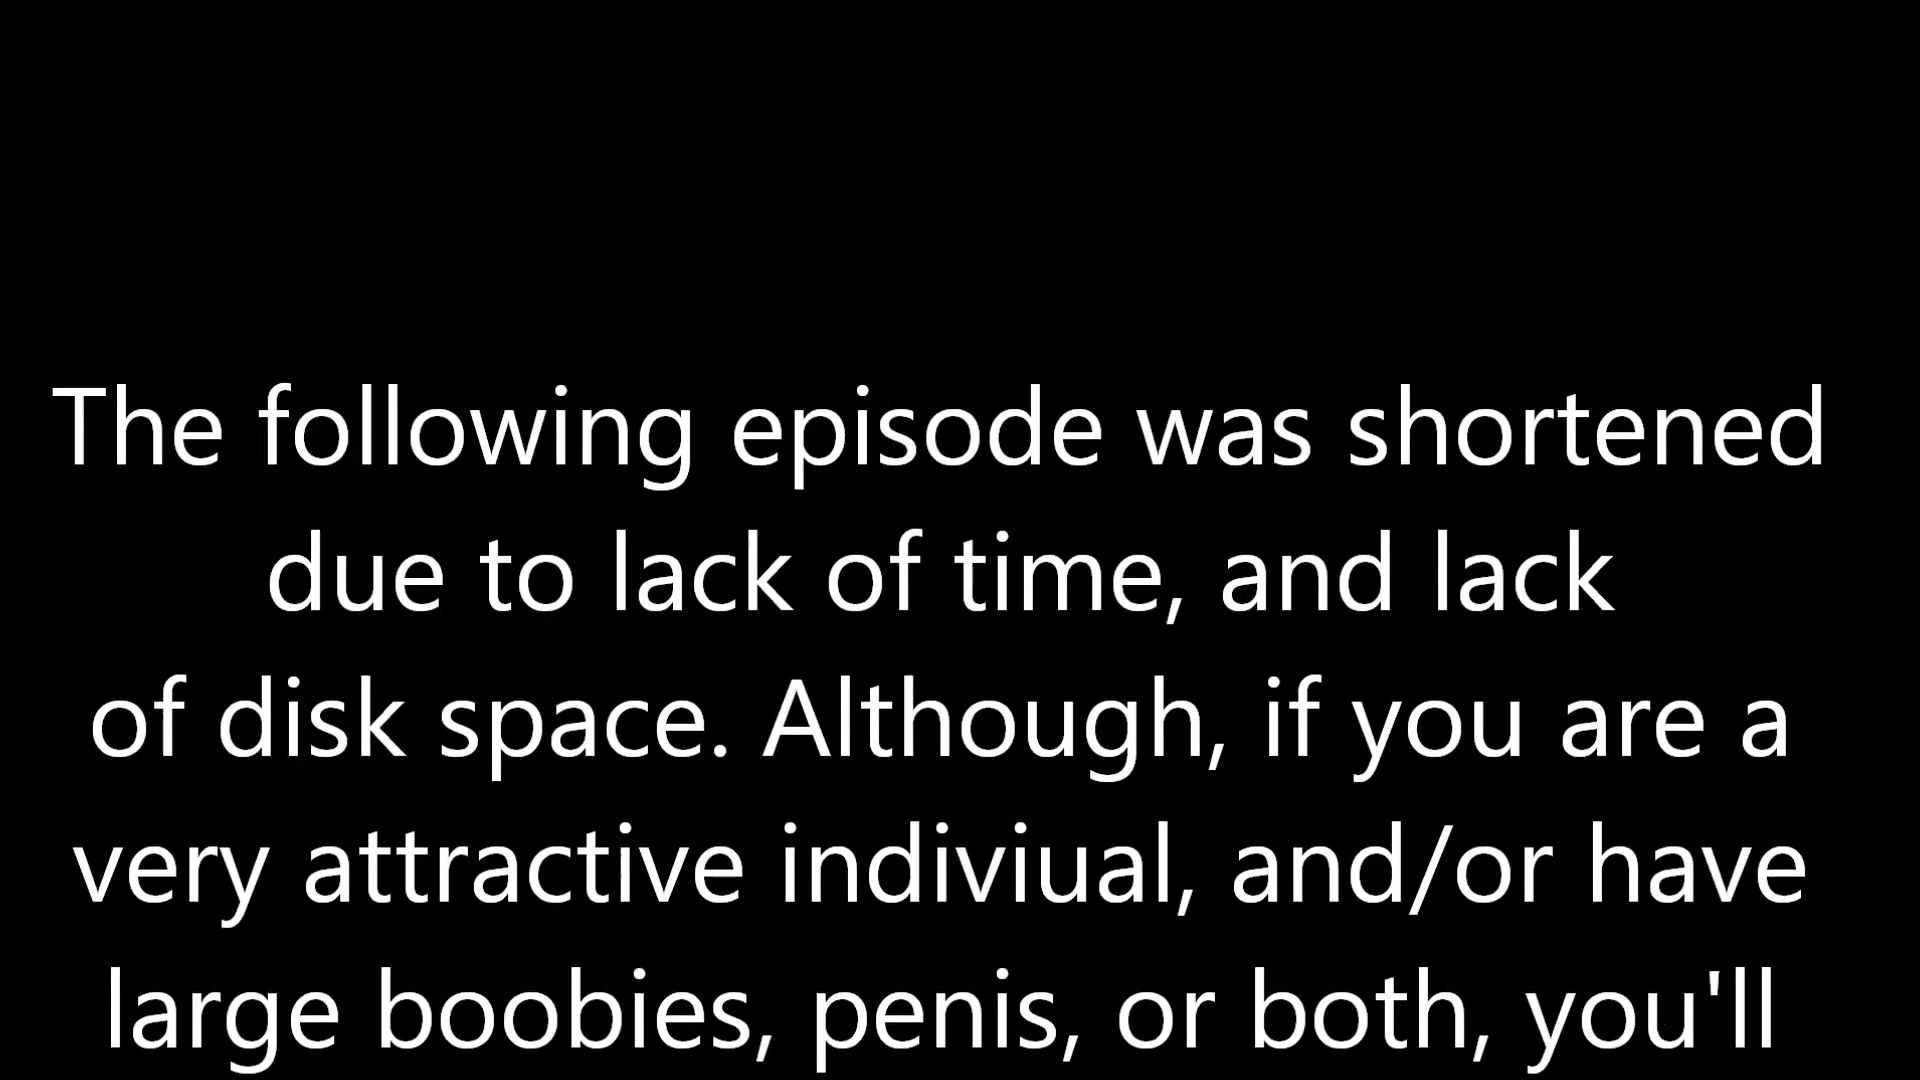 The following episode was shortened
due to lack of time, and lack
of disk space. Although, if you are a
very attractive indiviual, and/or have
large boobies, penis, or both, you'll